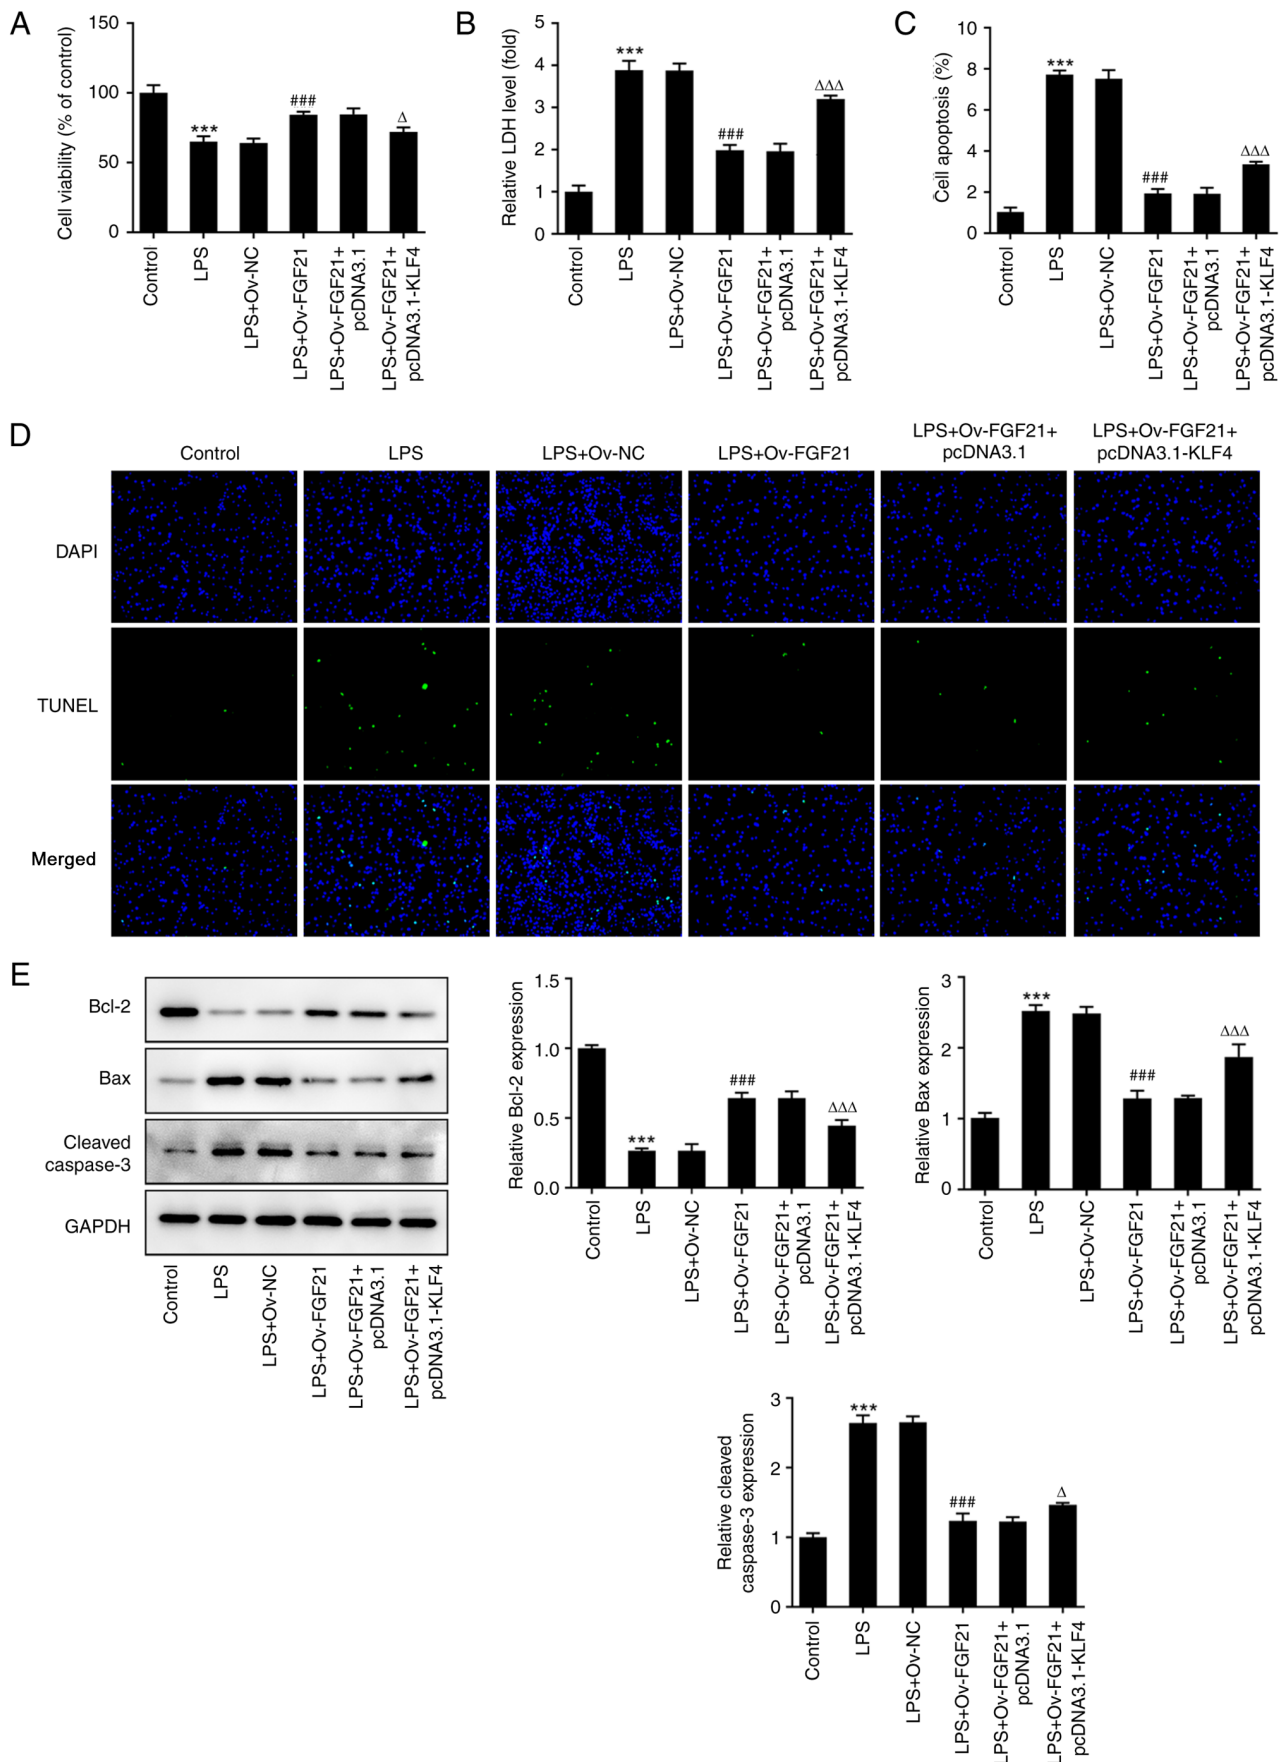 A
Cell viability (% of control)
150
100
50
0
***
###
Δ
Control
LPS
LPS+Ov-NC
LPS+Ov-FGF21
LPS+Ov-FGF21+
pcDNA3.1
LPS+Ov-FGF21+
pcDNA3.1-KLF4
B
Relative LDH level (fold)
5
4
3
2
1
0
***
###
ΔΔΔ
Control
LPS
LPS+Ov-NC
LPS+Ov-FGF21
LPS+Ov-FGF21+
pcDNA3.1
LPS+Ov-FGF21+
pcDNA3.1-KLF4
C
Cell apoptosis (%)
10
8
6
4
2
0
***
###
ΔΔΔ
Control
LPS
LPS+Ov-NC
LPS+Ov-FGF21
LPS+Ov-FGF21+
pcDNA3.1
LPS+Ov-FGF21+
pcDNA3.1-KLF4
D
Control
LPS
LPS+Ov-NC
LPS+Ov-FGF21
LPS+Ov-FGF21+
pcDNA3.1
LPS+Ov-FGF21+
pcDNA3.1-KLF4
DAPI
TUNEL
Merged
E
Bcl-2
Bax
Cleaved
caspase-3
GAPDH
Control
LPS
LPS+Ov-NC
LPS+Ov-FGF21
LPS+Ov-FGF21+
pcDNA3.1
LPS+Ov-FGF21+
pcDNA3.1-KLF4
Relative Bcl-2 expression
1.5
1.0
0.5
0.0
***
###
ΔΔΔ
Control
LPS
LPS+Ov-NC
LPS+Ov-FGF21
LPS+Ov-FGF21+
pcDNA3.1
LPS+Ov-FGF21+
pcDNA3.1-KLF4
Relative Bax expression
3
2
1
0
***
###
ΔΔΔ
Control
LPS
LPS+Ov-NC
LPS+Ov-FGF21
LPS+Ov-FGF21+
pcDNA3.1
LPS+Ov-FGF21+
pcDNA3.1-KLF4
Relative cleaved
caspase-3 expression
3
2
1
0
***
###
Δ
Control
LPS
LPS+Ov-NC
LPS+Ov-FGF21
LPS+Ov-FGF21+
pcDNA3.1
LPS+Ov-FGF21+
pcDNA3.1-KLF4